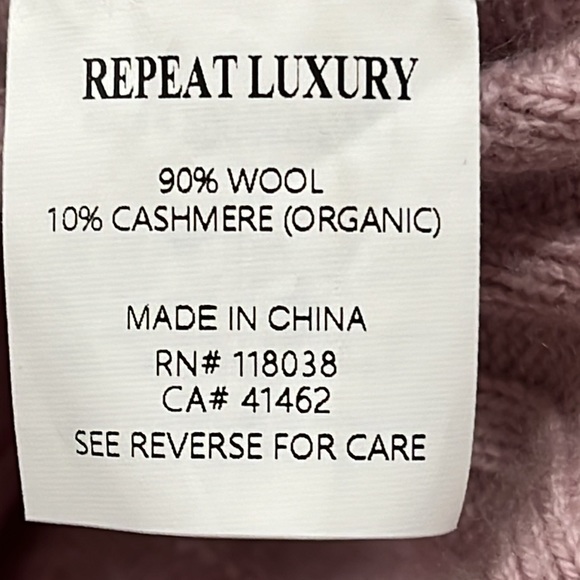 REPEAT LUXURY
90% WOOL
10% CASHMERE (ORGANIC)
MADE IN CHINA
RN# 118038
CA# 41462
SEE REVERSE FOR CARE